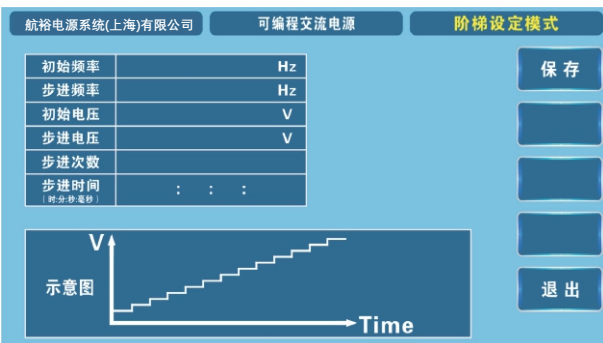 航裕电源系统(上海)有限公司 可编程交流电源 阶梯设定模式
初始频率 Hz
步进频率 Hz
初始电压 V
步进电压 V
步进次数
步进时间 : : :
(时:分:秒:毫秒)
保存
V
示意图
Time
退出